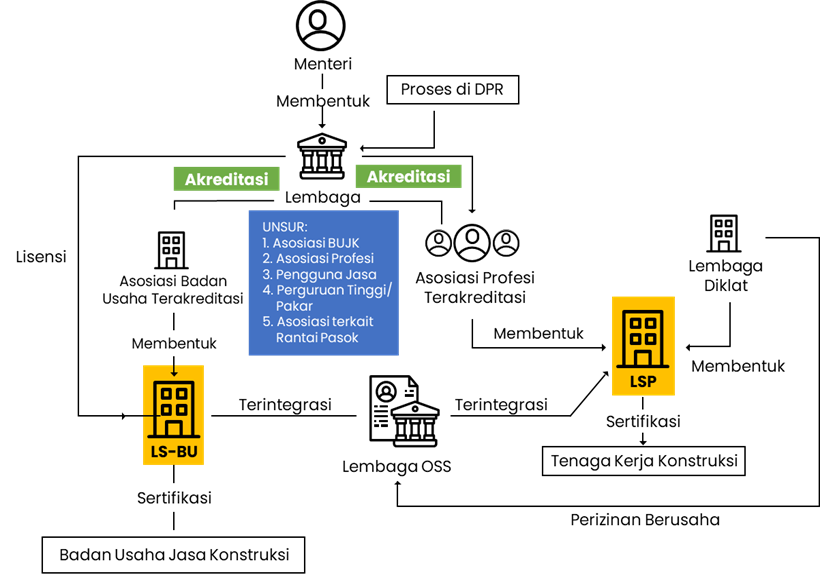 Menteri
Membentuk
Proses di DPR
Akreditasi
Akreditasi
Lembaga
Lisensi
UNSUR:
1. Asosiasi BUJK
2. Asosiasi Profesi
3. Pengguna Jasa
4. Perguruan Tinggi/
Pakar
5. Asosiasi terkait
Rantai Pasok
Asosiasi Badan
Usaha Terakreditasi
Asosiasi Profesi
Terakreditasi
Lembaga
Diklat
Membentuk
Membentuk
Membentuk
LS-BU
LSP
Terintegrasi
Terintegrasi
Lembaga OSS
Sertifikasi
Tenaga Kerja Konstruksi
Sertifikasi
Perizinan Berusaha
Badan Usaha Jasa Konstruksi